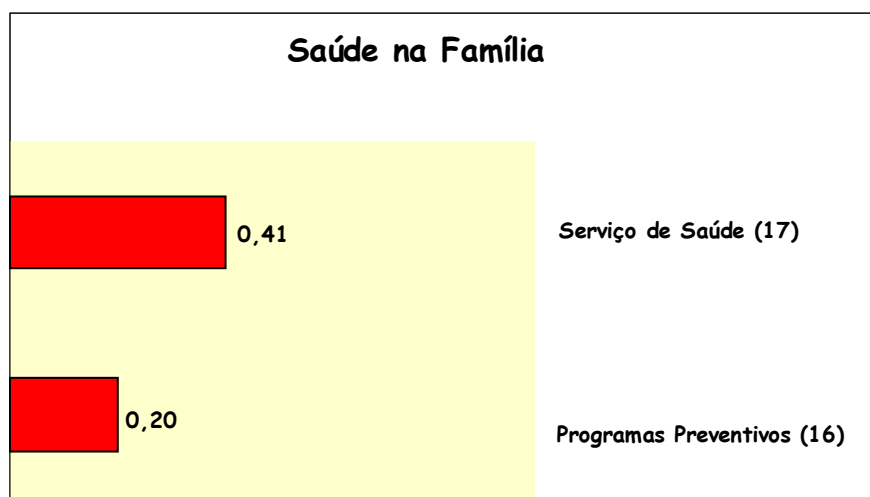 Saúde na Família
0,41
Serviço de Saúde (17)
0,20
Programas Preventivos (16)